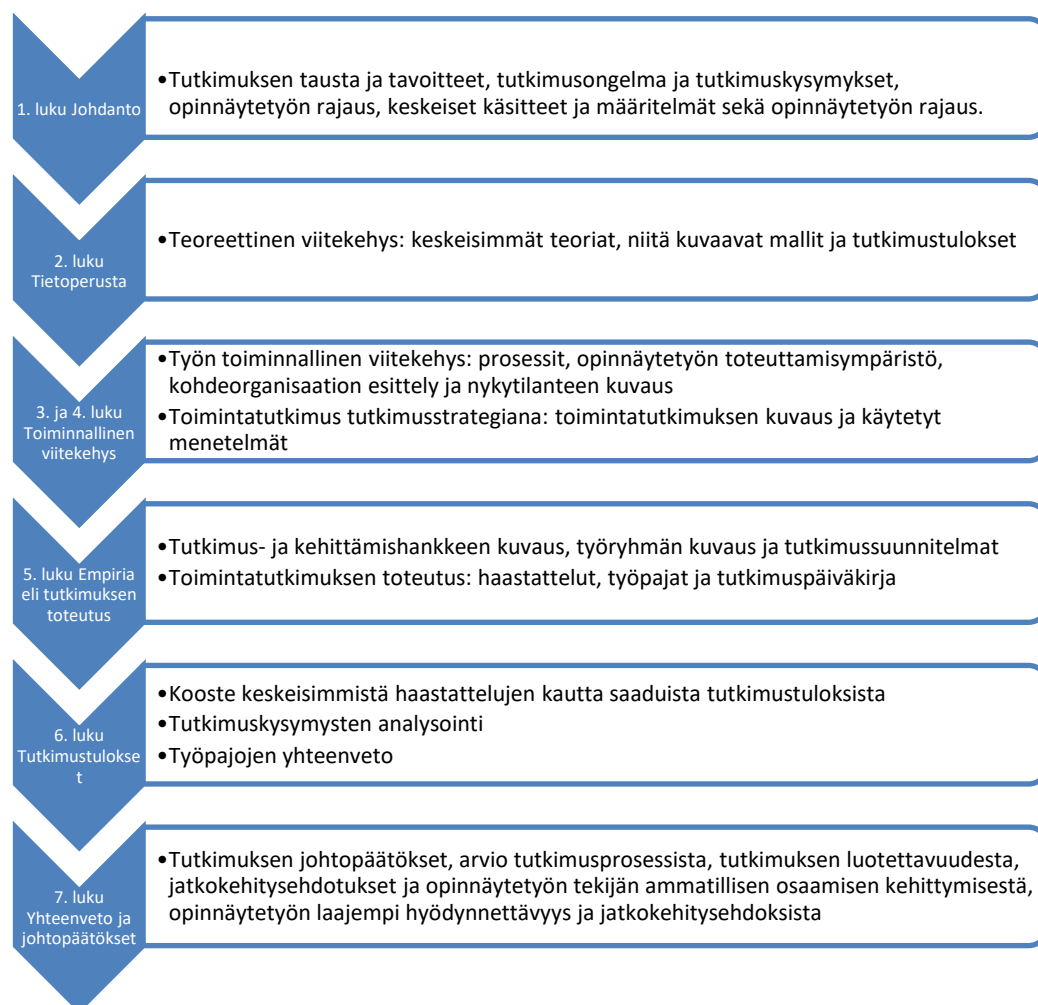 1. luku Johdanto
•Tutkimuksen tausta ja tavoitteet, tutkimusongelma ja tutkimuskysymykset,
opinnäytetyön rajaus, keskeiset käsitteet ja määritelmät sekä opinnäytetyön rajaus.
2. luku
Tietoperusta
•Teoreettinen viitekehys: keskeisimmät teoriat, niitä kuvaavat mallit ja tutkimustulokset
3. ja 4. luku
Toiminnallinen
viitekehys
•Työn toiminnallinen viitekehys: prosessit, opinnäytetyön toteuttamisympäristö,
kohdeorganisaation esittely ja nykytilanteen kuvaus
•Toimintatutkimus tutkimusstrategiana: toimintatutkimuksen kuvaus ja käytetyt
menetelmät
5. luku Empiria
eli tutkimuksen
toteutus
•Tutkimus- ja kehittämishankkeen kuvaus, työryhmän kuvaus ja tutkimussuunnitelmat
•Toimintatutkimuksen toteutus: haastattelut, työpajat ja tutkimuspäiväkirja
6. luku
Tutkimustulokse
t
•Kooste keskeisimmistä haastattelujen kautta saaduista tutkimustuloksista
•Tutkimuskysymysten analysointi
•Työpajojen yhteenveto
7. luku
Yhteenveto ja
johtopäätökset
•Tutkimuksen johtopäätökset, arvio tutkimusprosessista, tutkimuksen luotettavuudesta,
jatkokehitysehdotukset ja opinnäytetyön tekijän ammatillisen osaamisen kehittymisestä,
opinnäytetyön laajempi hyödynnettävyys ja jatkokehitysehdoksista